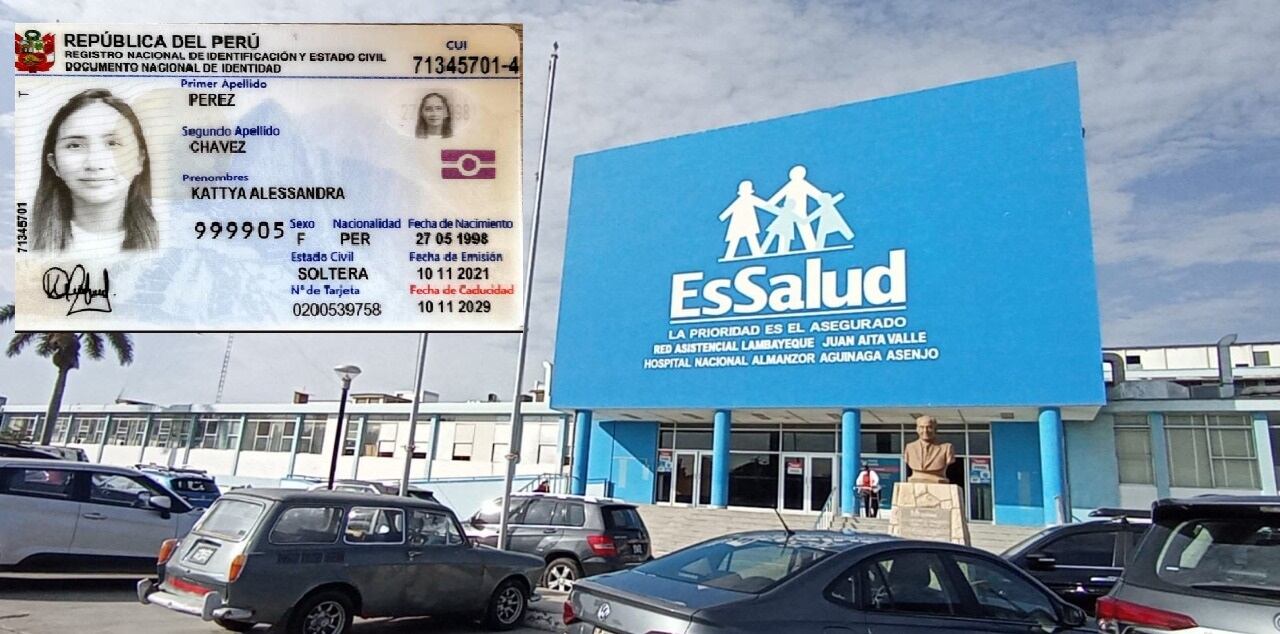 REPÚBLICA DEL PERÚ
REGISTRO NACIONAL DE IDENTIFICACIÓN Y ESTADO CIVIL
DOCUMENTO NACIONAL DE IDENTIDAD
CUI
71345701-4
Primer Apellido
PEREZ
Segundo Apellido
CHAVEZ
Prenombres
KATTYA ALESSANDRA
999905
Sexo Nacionalidad Fecha de Nacimiento
F PER 27 05 1998
Estado Civil Fecha de Emisión
SOLTERA 10 11 2021
Nº de Tarjeta Fecha de Caducidad
0200539758 10 11 2029
71345701
T
EsSalud
LA PRIORIDAD ES EL ASEGURADO
RED ASISTENCIAL LAMBAYEQUE JUAN AITA VALLE
HOSPITAL NACIONAL ALMANZOR AGUINAGA ASENJO